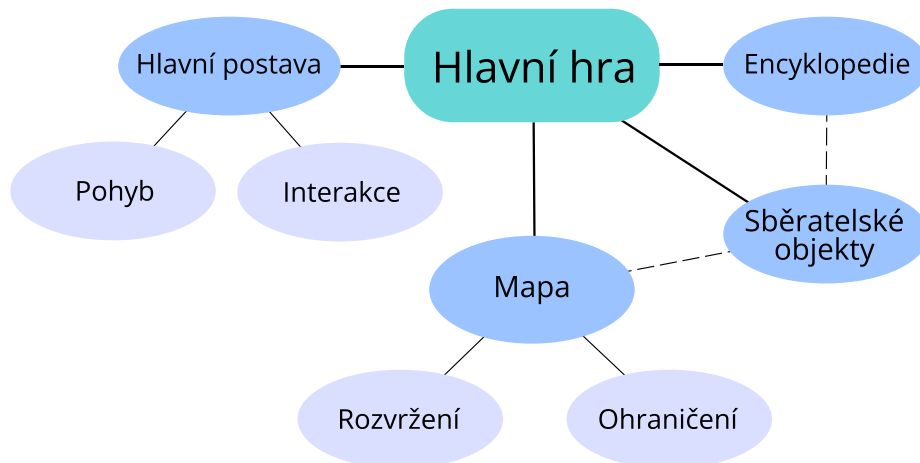 Hlavní postava
Hlavní hra
Encyklopedie
Pohyb
Interakce
Sběratelské
objekty
Mapa
Rozvržení
Ohraničení